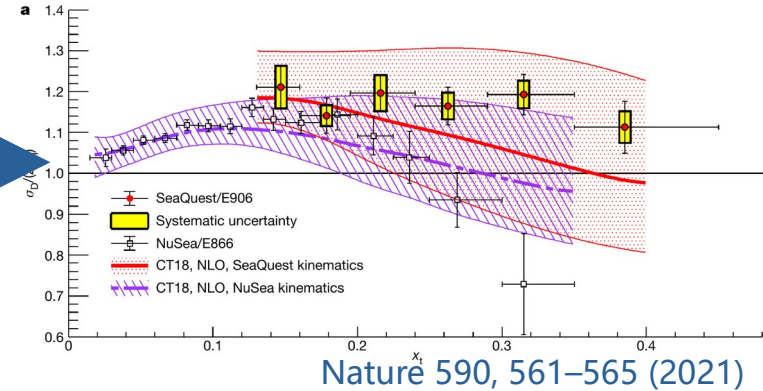 a
1.4
1.3
1.2
1.1
1.0
0.9
0.8
0.7
0.6
SeaQuest/E906
Systematic uncertainty
NuSea/E866
CT18, NLO, SeaQuest kinematics
CT18, NLO, NuSea kinematics
0
0.1
0.2
0.3
0.4
xt
Nature 590, 561–565 (2021)